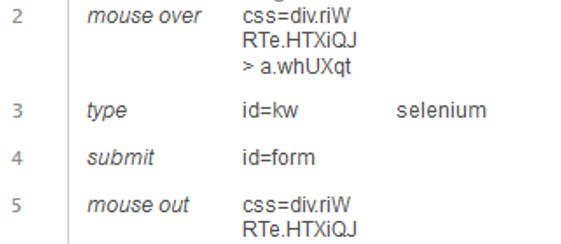 2 mouse over css=div.riW
RTe.HTXiQJ
> a.whUXqt
3 type id=kw selenium
4 submit id=form
5 mouse out css=div.riW
RTe.HTXiQJ